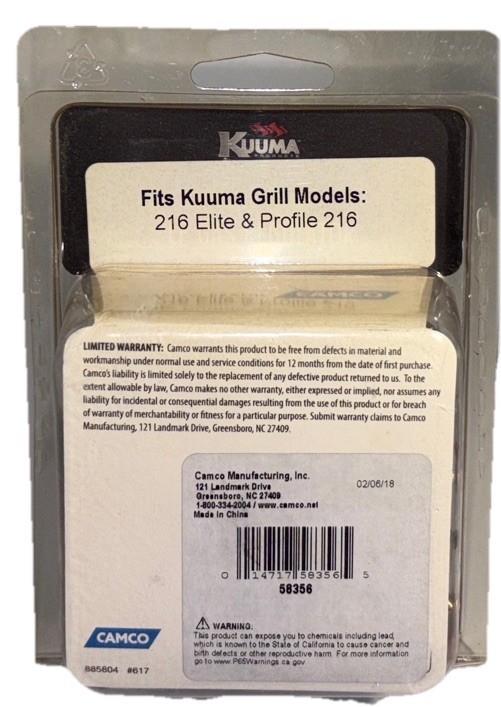 KUUMA
PRODUCTS
Fits Kuuma Grill Models:
216 Elite & Profile 216
CAMCO
LIMITED WARRANTY: Camco warrants this product to be free from defects in material and
workmanship under normal use and service conditions for 12 months from the date of first purchase.
Camco's liability is limited solely to the replacement of any defective product returned to us. To the
extent allowable by law, Camco makes no other warranty, either expressed or implied, nor assumes any
liability for incidental or consequential damages resulting from the use of this product or for breach
of warranty of merchantability or fitness for a particular purpose. Submit warranty claims to Camco
Manufacturing, 121 Landmark Drive, Greensboro, NC 27409.
Camco Manufacturing, Inc.
121 Landmark Drive
Greensboro, NC 27409
1-800-334-2004 / www.camco.net
Made in China
02/06/18
0 14717 58356 5
58356
WARNING:
This product can expose you to chemicals including lead,
which is known to the State of California to cause cancer and
birth defects or other reproductive harm. For more information
go to www.P65Warnings.ca.gov
CAMCO
885804 #617